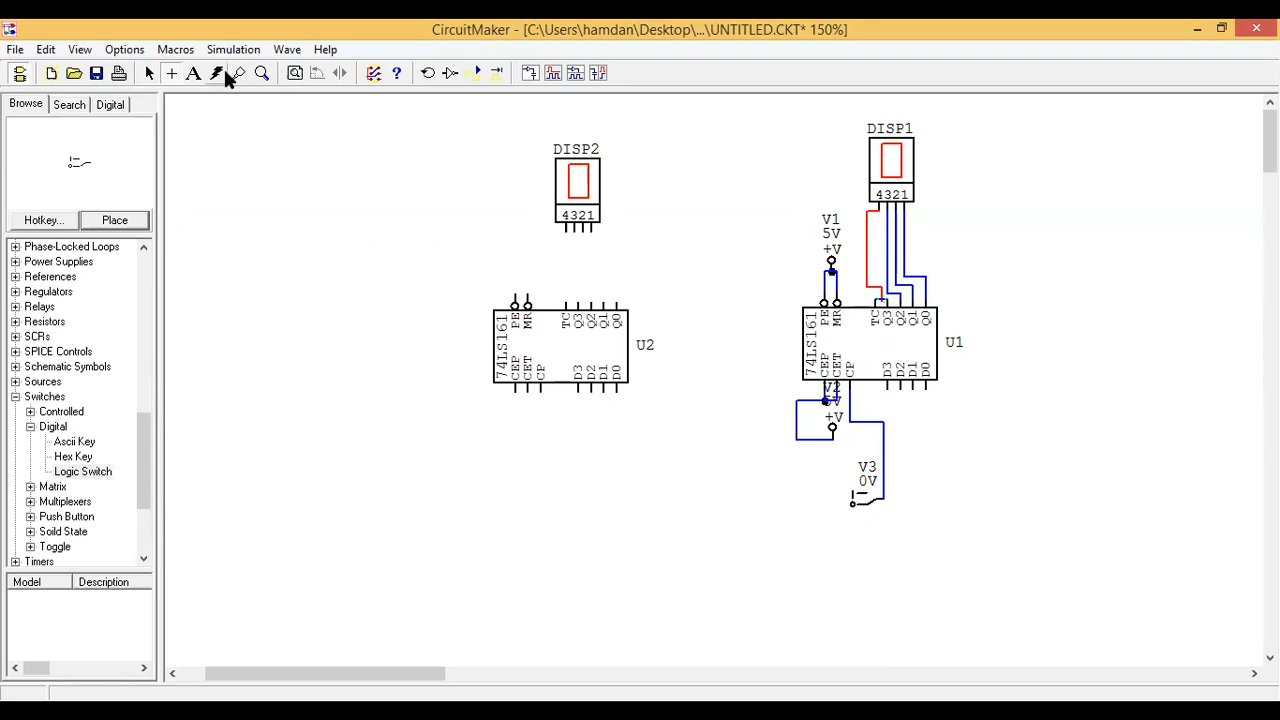 CircuitMaker - [C:\Users\hamdan\Desktop\...\UNTITLED.CKT* 150%]
File Edit View Options Macros Simulation Wave Help
Browse Search Digital
Hotkey... Place
Phase-Locked Loops
Power Supplies
References
Regulators
Relays
Resistors
SCRs
SPICE Controls
Schematic Symbols
Sources
Switches
Controlled
Digital
Ascii Key
Hex Key
Logic Switch
Matrix
Multiplexers
Push Button
Soild State
Toggle
Timers
Model Description
DISP2
4321
74LS161
PE MR TC Q3 Q2 Q1 Q0
CEP CET CP D3 D2 D1 D0
U2
DISP1
4321
V1
5V
+V
74LS161
PE MR TC Q3 Q2 Q1 Q0
CEP CET CP D3 D2 D1 D0
U1
V2
5V
+V
V3
0V